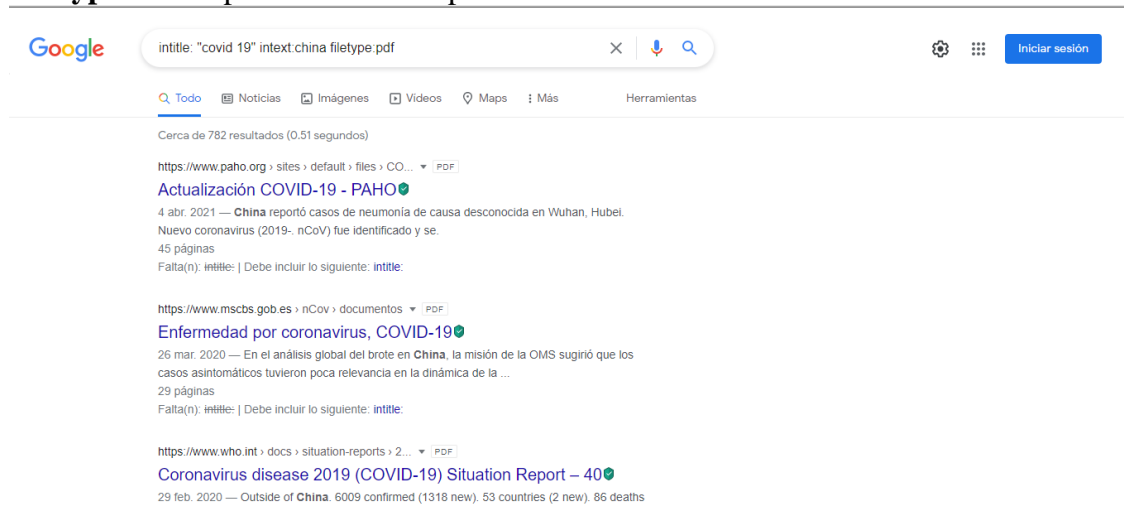 Google
intitle: "covid 19" intext:china filetype:pdf
Iniciar sesión
Todo Noticias Imágenes Videos Maps Más Herramientas
Cerca de 782 resultados (0.51 segundos)
https://www.paho.org › sites › default › files › CO... PDF
Actualización COVID-19 - PAHO
4 abr. 2021 — China reportó casos de neumonía de causa desconocida en Wuhan, Hubei.
Nuevo coronavirus (2019-. nCoV) fue identificado y se.
45 páginas
Falta(n): intitle: | Debe incluir lo siguiente: intitle:
https://www.mscbs.gob.es › nCov › documentos PDF
Enfermedad por coronavirus, COVID-19
26 mar. 2020 — En el análisis global del brote en China, la misión de la OMS sugirió que los
casos asintomáticos tuvieron poca relevancia en la dinámica de la ...
29 páginas
Falta(n): intitle: | Debe incluir lo siguiente: intitle:
https://www.who.int › docs › situation-reports › 2... PDF
Coronavirus disease 2019 (COVID-19) Situation Report – 40
29 feb. 2020 — Outside of China. 6009 confirmed (1318 new). 53 countries (2 new). 86 deaths